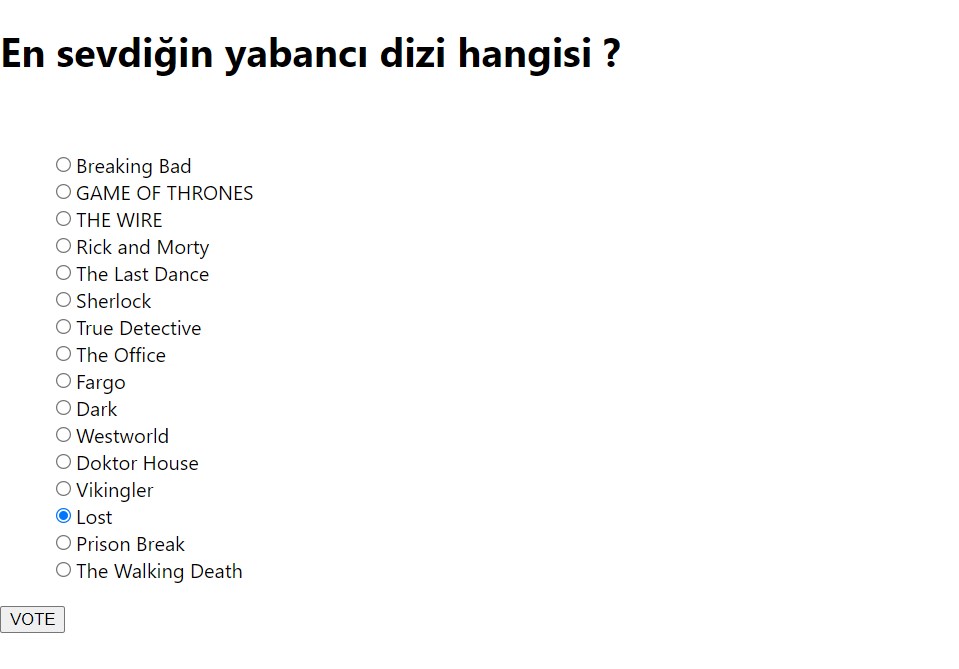 En sevdiğin yabancı dizi hangisi ?
Breaking Bad
GAME OF THRONES
THE WIRE
Rick and Morty
The Last Dance
Sherlock
True Detective
The Office
Fargo
Dark
Westworld
Doktor House
Vikingler
Lost
Prison Break
The Walking Death
VOTE